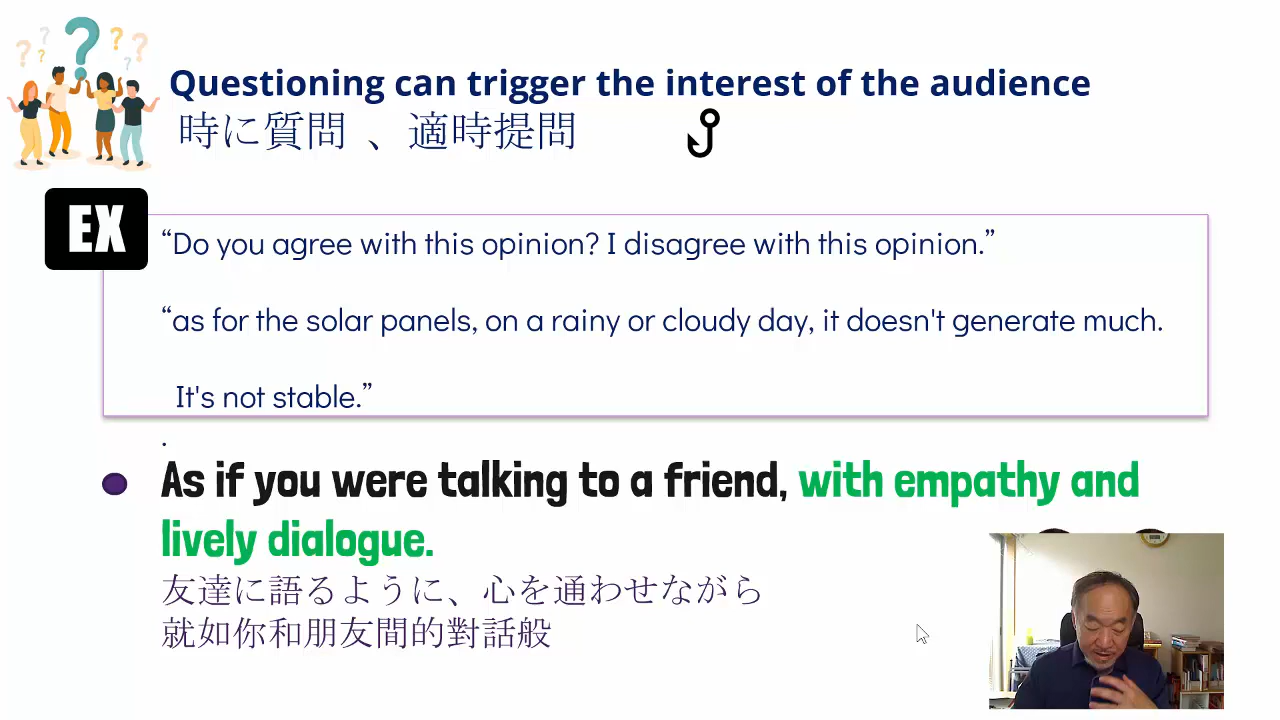 Questioning can trigger the interest of the audience
時に質問 、適時提問
EX
“Do you agree with this opinion? I disagree with this opinion.”
“as for the solar panels, on a rainy or cloudy day, it doesn't generate much.
It's not stable.”
.
As if you were talking to a friend, with empathy and
lively dialogue.
友達に語るように、心を通わせながら
就如你和朋友間的對話般